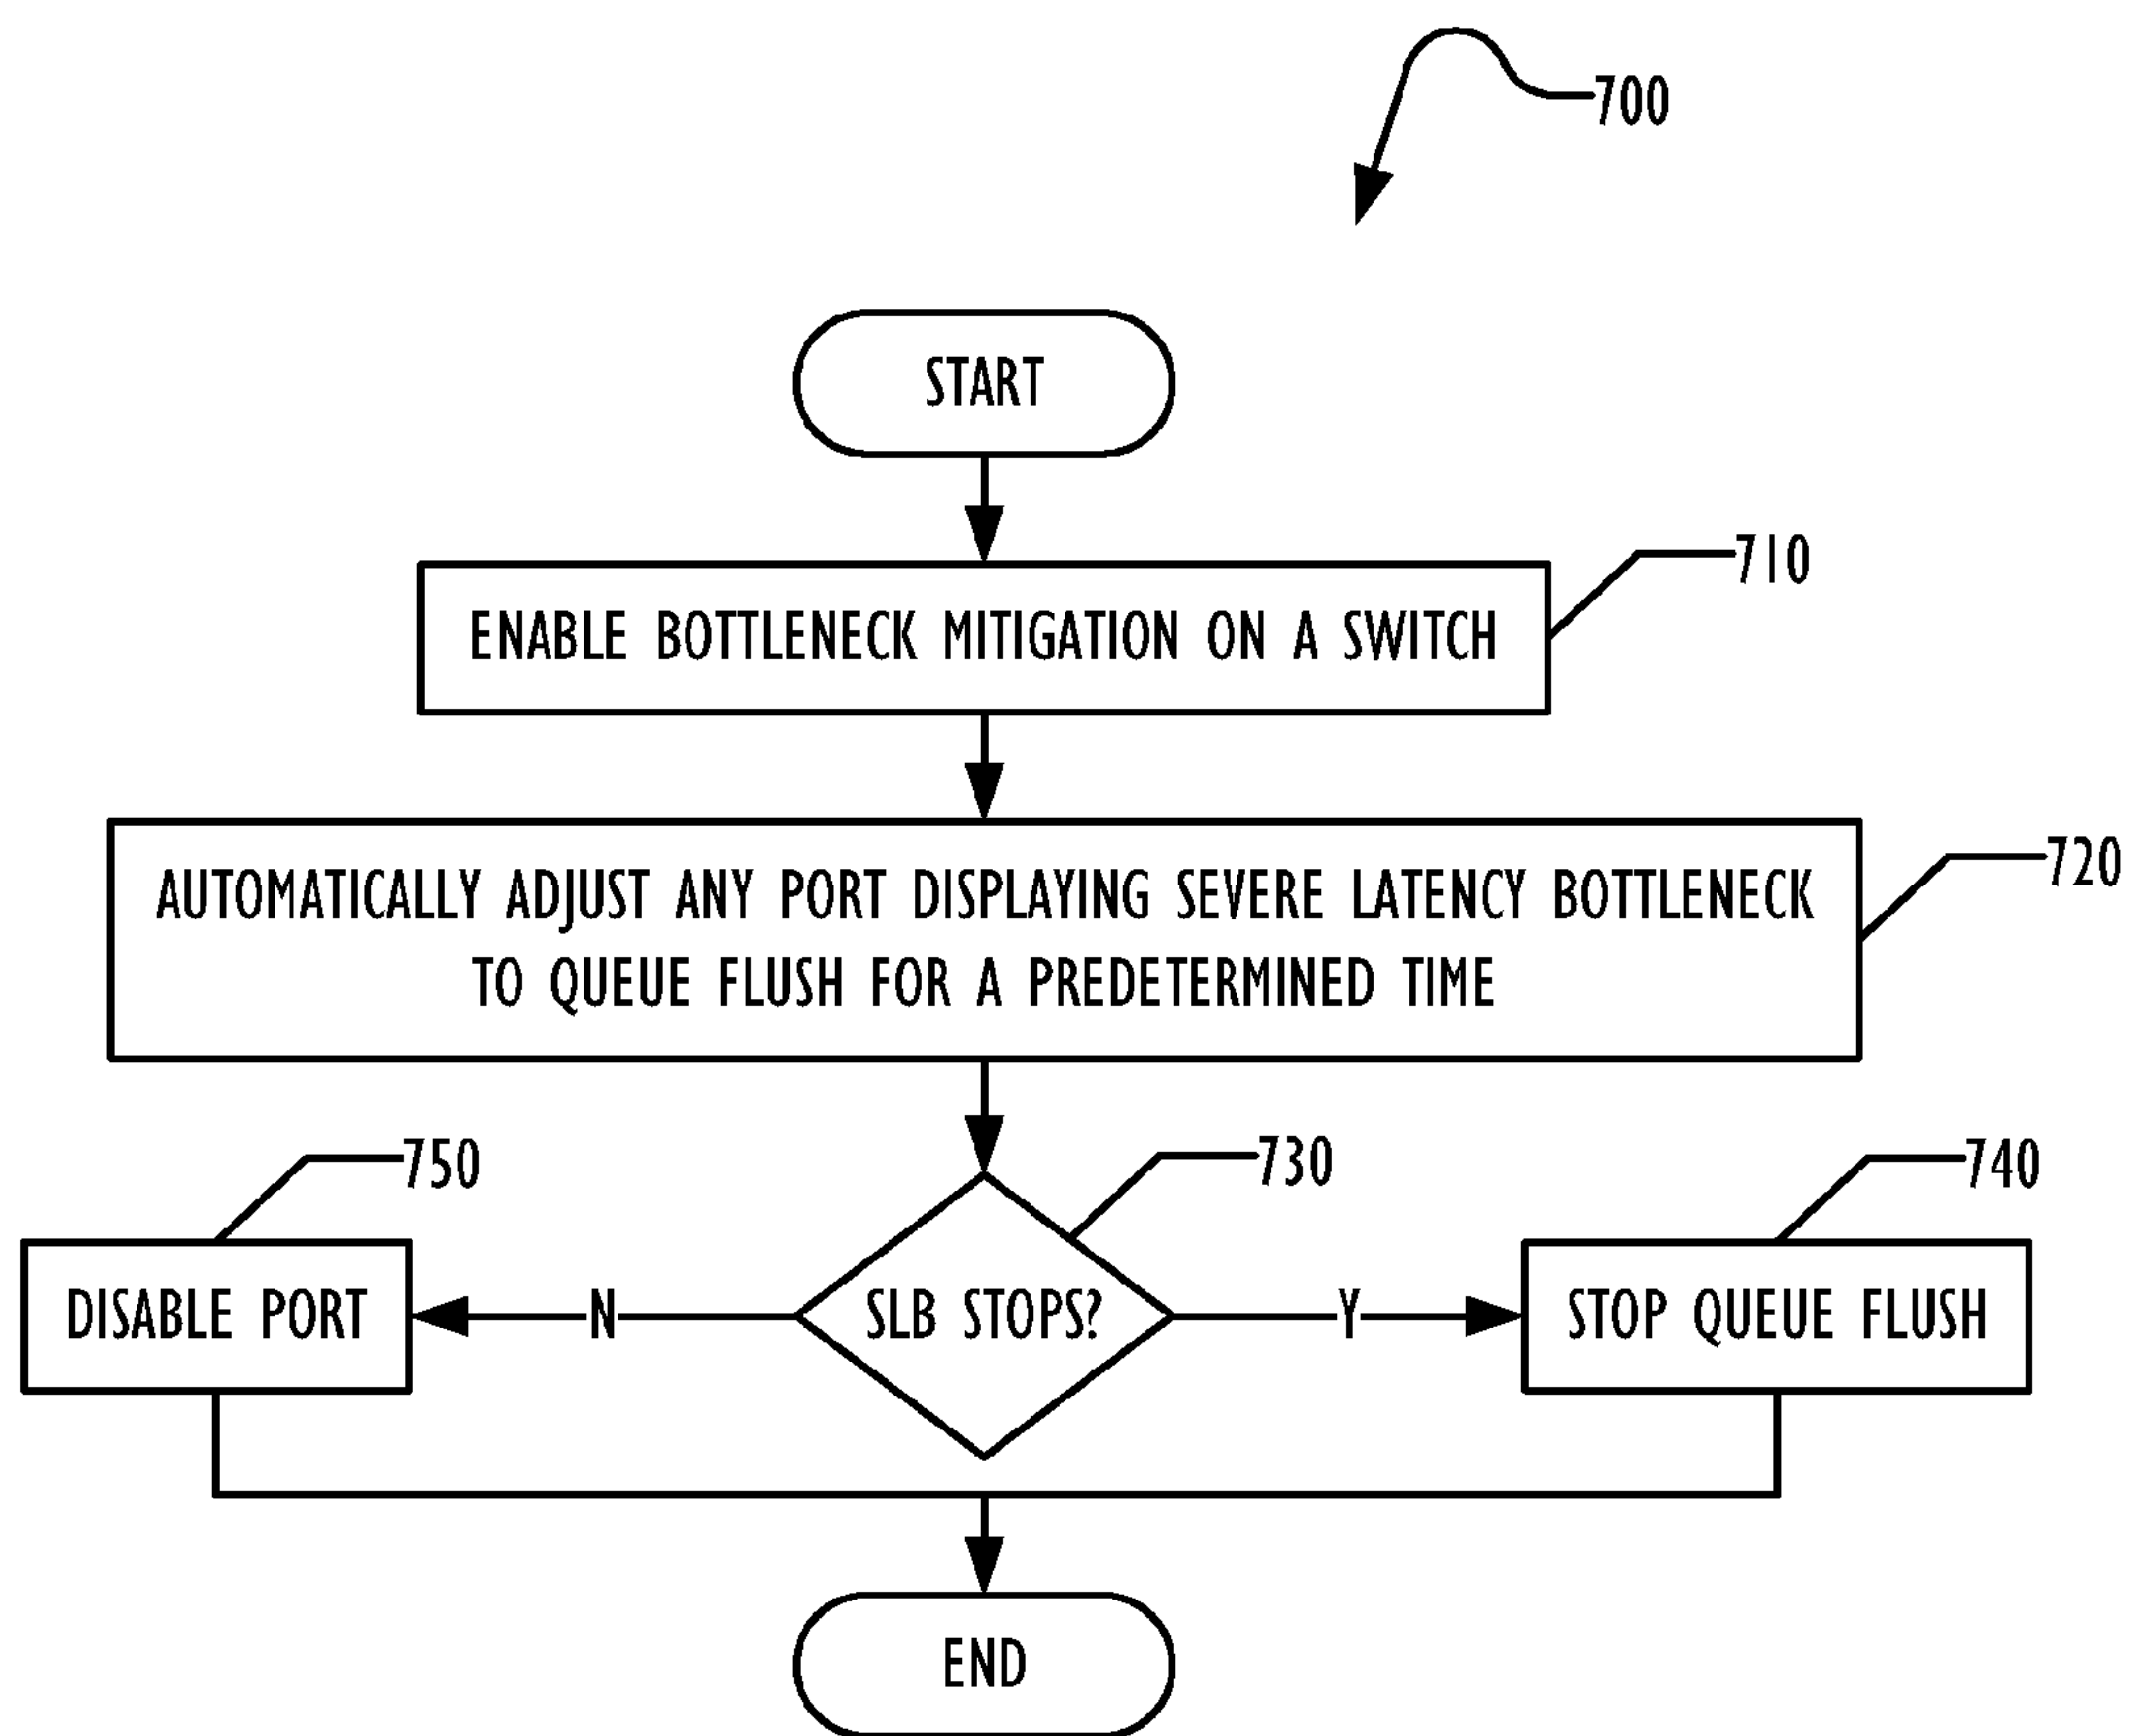 700
START
ENABLE BOTTLENECK MITIGATION ON A SWITCH
710
AUTOMATICALLY ADJUST ANY PORT DISPLAYING SEVERE LATENCY BOTTLENECK
TO QUEUE FLUSH FOR A PREDETERMINED TIME
720
750
730
740
DISABLE PORT
N
SLB STOPS?
Y
STOP QUEUE FLUSH
END